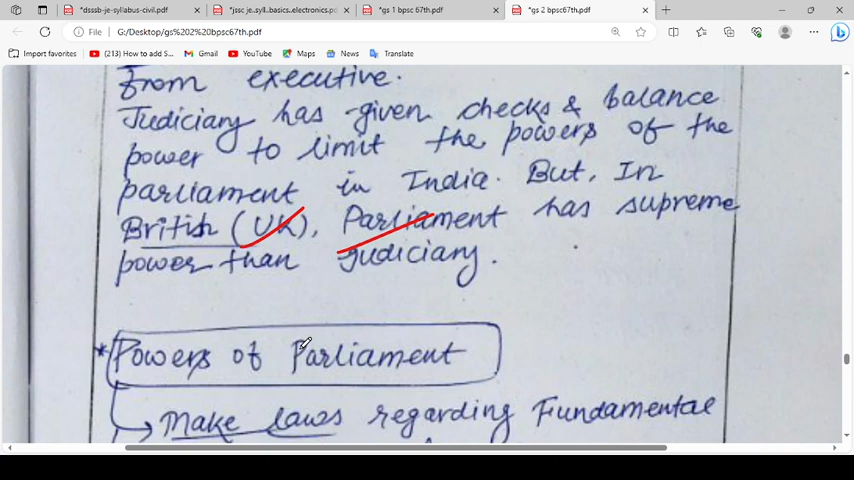 *dsssb-je-syllabus-civil.pdf
*jssc je..syll..basics..electronics.p
*gs 1 bpsc 67th.pdf
*gs 2 bpsc67th.pdf
File G:/Desktop/gs%202%20bpsc67th.pdf
Import favorites (213) How to add S... Gmail YouTube Maps News Translate
from executive.
Judiciary has given checks & balance
power to limit the powers of the
parliament in India. But, In
British (UK), Parliament has supreme
power than Judiciary.
*Powers of Parliament
Make laws regarding Fundamental